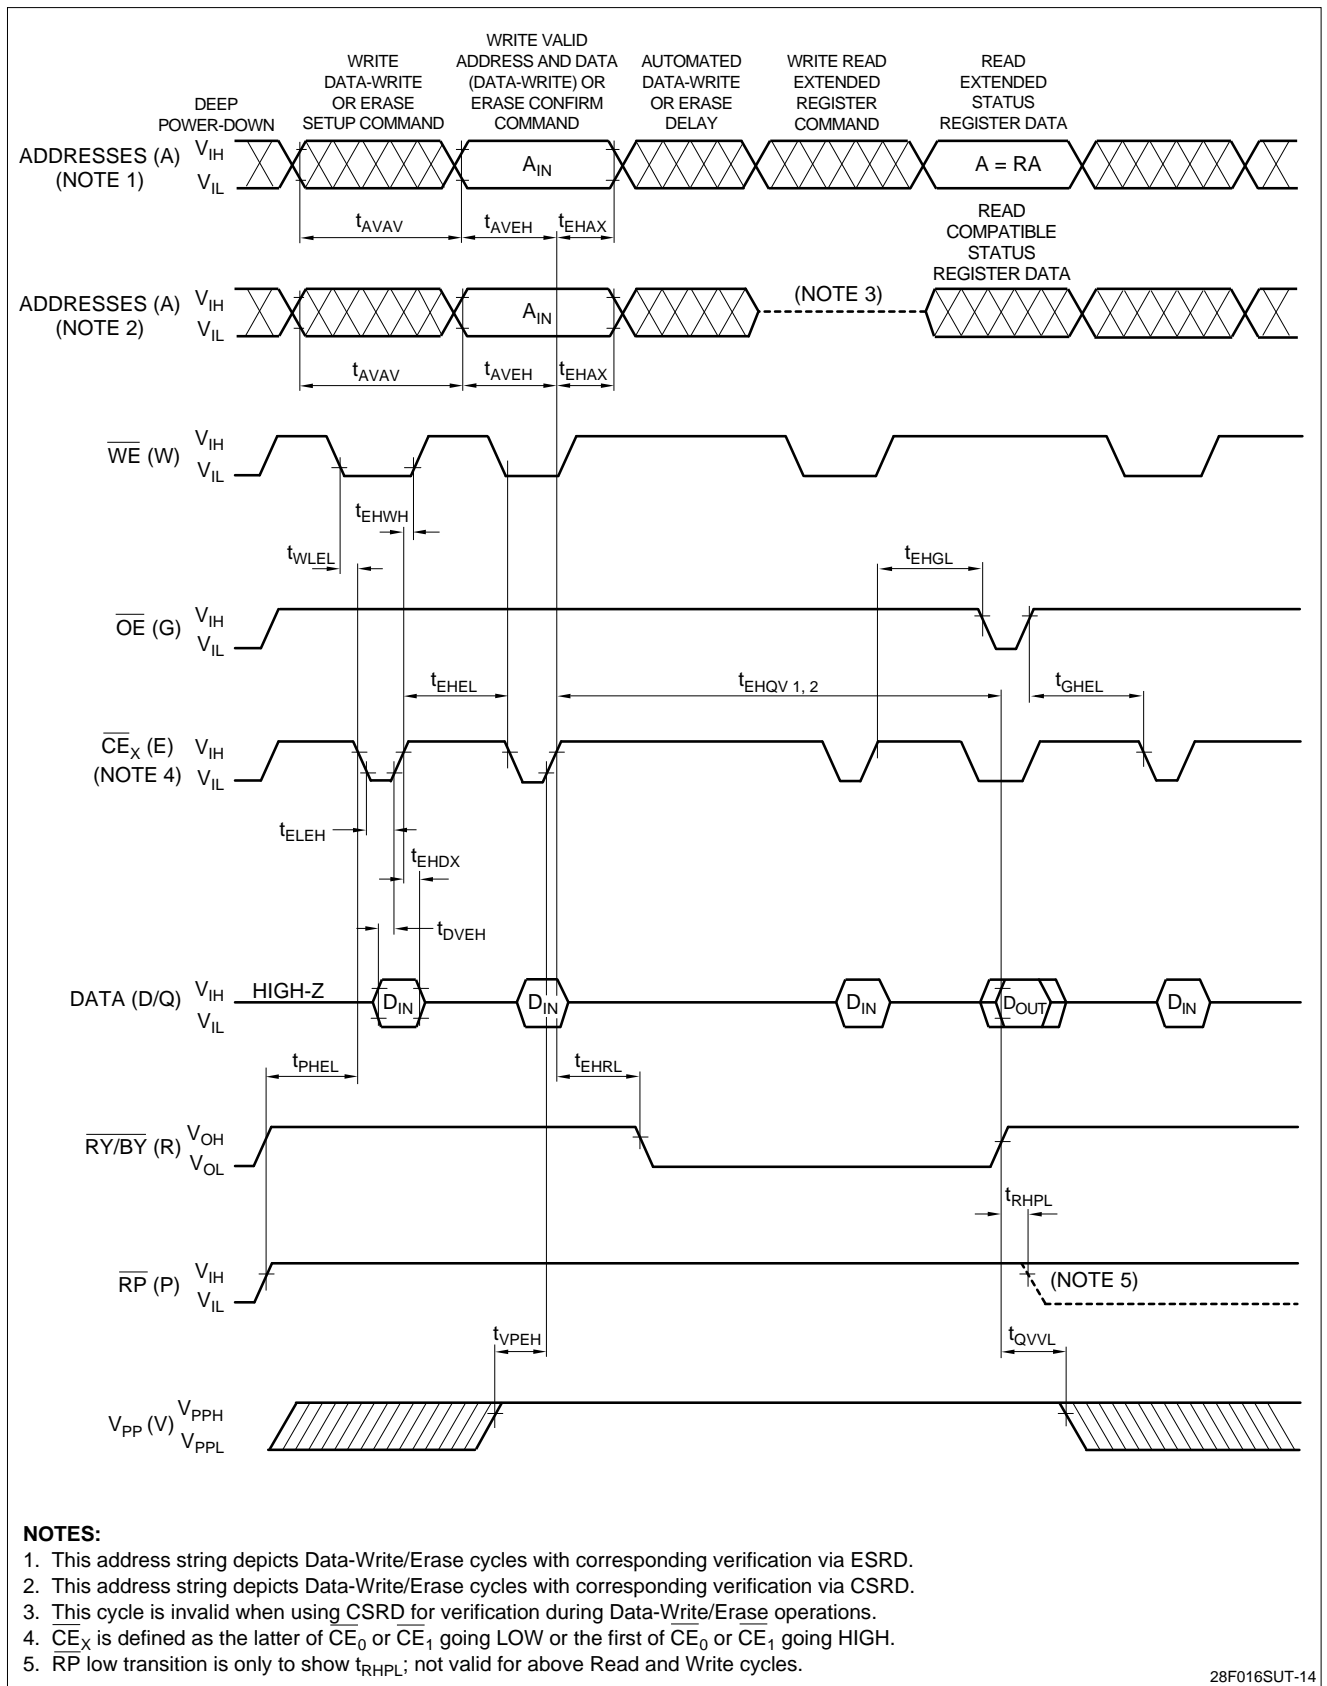 DEEP
POWER-DOWN
WRITE
DATA-WRITE
OR ERASE
SETUP COMMAND
WRITE VALID
ADDRESS AND DATA
(DATA-WRITE) OR
ERASE CONFIRM
COMMAND
AUTOMATED
DATA-WRITE
OR ERASE
DELAY
WRITE READ
EXTENDED
REGISTER
COMMAND
READ
EXTENDED
STATUS
REGISTER DATA
ADDRESSES (A)
(NOTE 1)
VIH
VIL
AIN
A = RA
tAVAV
tAVEH
tEHAX
READ
COMPATIBLE
STATUS
REGISTER DATA
ADDRESSES (A)
(NOTE 2)
VIH
VIL
AIN
(NOTE 3)
tAVAV
tAVEH
tEHAX
WE (W)
VIH
VIL
tEHWH
tWLEL
tEHGL
OE (G)
VIH
VIL
tEHEL
tEHQV 1, 2
tGHEL
CEX (E)
(NOTE 4)
VIH
VIL
tELEH
tEHDX
tDVEH
DATA (D/Q)
VIH
VIL
HIGH-Z
DIN
DIN
DIN
DOUT
DIN
tPHEL
tEHRL
RY/BY (R)
VOH
VOL
tRHPL
RP (P)
VIH
VIL
(NOTE 5)
tVPEH
tQVVL
VPP (V)
VPPH
VPPL
NOTES:
1. This address string depicts Data-Write/Erase cycles with corresponding verification via ESRD.
2. This address string depicts Data-Write/Erase cycles with corresponding verification via CSRD.
3. This cycle is invalid when using CSRD for verification during Data-Write/Erase operations.
4. CEX is defined as the latter of CE0 or CE1 going LOW or the first of CE0 or CE1 going HIGH.
5. RP low transition is only to show tRHPL; not valid for above Read and Write cycles.
28F016SUT-14